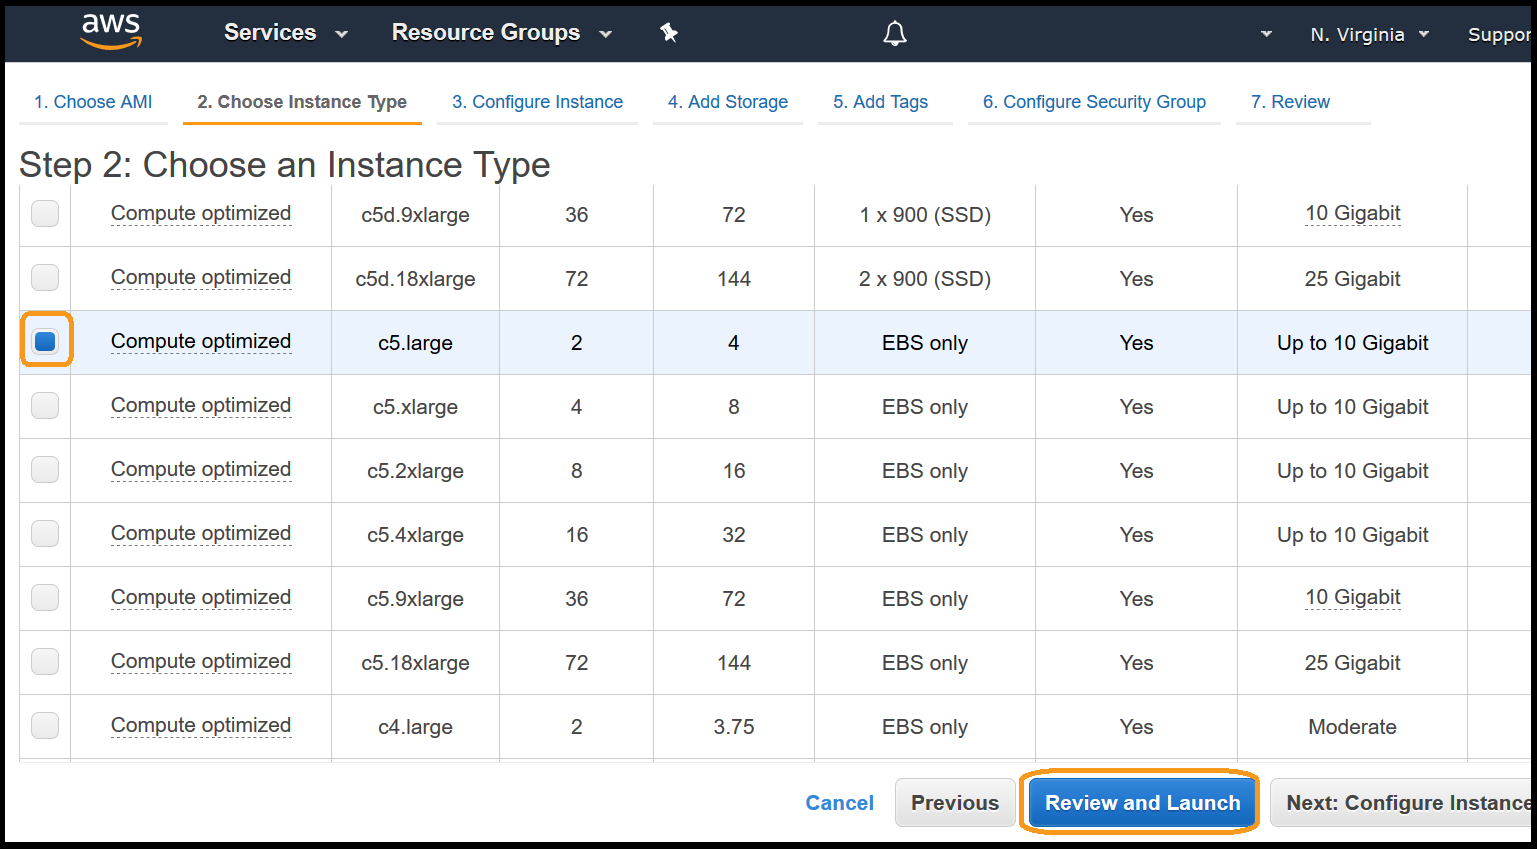 aws Services Resource Groups N. Virginia Suppor
1. Choose AMI 2. Choose Instance Type 3. Configure Instance 4. Add Storage 5. Add Tags 6. Configure Security Group 7. Review
Step 2: Choose an Instance Type
Compute optimized c5d.9xlarge 36 72 1 x 900 (SSD) Yes 10 Gigabit
Compute optimized c5d.18xlarge 72 144 2 x 900 (SSD) Yes 25 Gigabit
Compute optimized c5.large 2 4 EBS only Yes Up to 10 Gigabit
Compute optimized c5.xlarge 4 8 EBS only Yes Up to 10 Gigabit
Compute optimized c5.2xlarge 8 16 EBS only Yes Up to 10 Gigabit
Compute optimized c5.4xlarge 16 32 EBS only Yes Up to 10 Gigabit
Compute optimized c5.9xlarge 36 72 EBS only Yes 10 Gigabit
Compute optimized c5.18xlarge 72 144 EBS only Yes 25 Gigabit
Compute optimized c4.large 2 3.75 EBS only Yes Moderate
Cancel Previous Review and Launch Next: Configure Instance